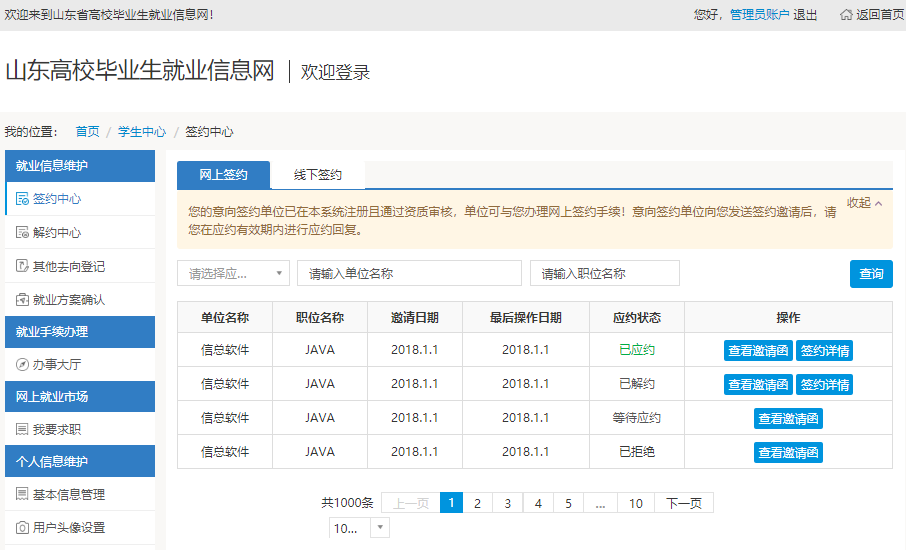 欢迎来到山东省高校毕业生就业信息网！
您好，管理员账户 退出 返回首页
山东高校毕业生就业信息网 | 欢迎登录
我的位置： 首页 / 学生中心 / 签约中心
就业信息维护
签约中心
解约中心
其他去向登记
就业方案确认
就业手续办理
办事大厅
网上就业市场
我要求职
个人信息维护
基本信息管理
用户头像设置
网上签约 线下签约
您的意向签约单位已在本系统注册且通过资质审核，单位可与您办理网上签约手续！意向签约单位向您发送签约邀请后，请 收起
您在应约有效期内进行应约回复。
请选择应... 请输入单位名称 请输入职位名称 查询
单位名称 职位名称 邀请日期 最后操作日期 应约状态 操作
信总软件 JAVA 2018.1.1 2018.1.1 已应约 查看邀请函 签约详情
信总软件 JAVA 2018.1.1 2018.1.1 已解约 查看邀请函 签约详情
信总软件 JAVA 2018.1.1 2018.1.1 等待应约 查看邀请函
信总软件 JAVA 2018.1.1 2018.1.1 已拒绝 查看邀请函
共1000条 上一页 1 2 3 4 5 ... 10 下一页
10...